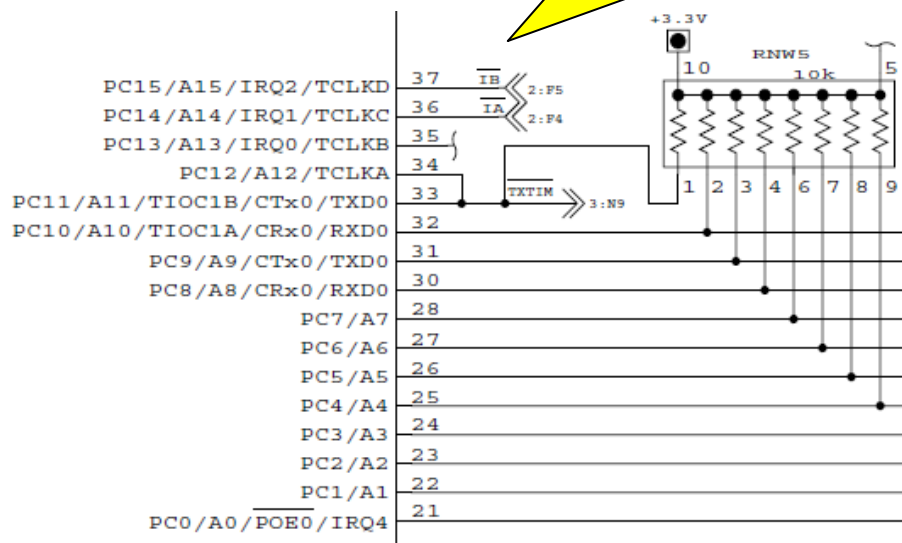 +3.3V
RNW5
10 10k 5
PC15/A15/IRQ2/TCLKD 37 IB 2:F5
PC14/A14/IRQ1/TCLKC 36 IA 2:F4
PC13/A13/IRQ0/TCLKB 35
PC12/A12/TCLKA 34
1 2 3 4 6 7 8 9
PC11/A11/TIOC1B/CTx0/TXD0 33 TXTIM 3:N9
PC10/A10/TIOC1A/CRx0/RXD0 32
PC9/A9/CTx0/TXD0 31
PC8/A8/CRx0/RXD0 30
PC7/A7 28
PC6/A6 27
PC5/A5 26
PC4/A4 25
PC3/A3 24
PC2/A2 23
PC1/A1 22
PC0/A0/POE0/IRQ4 21